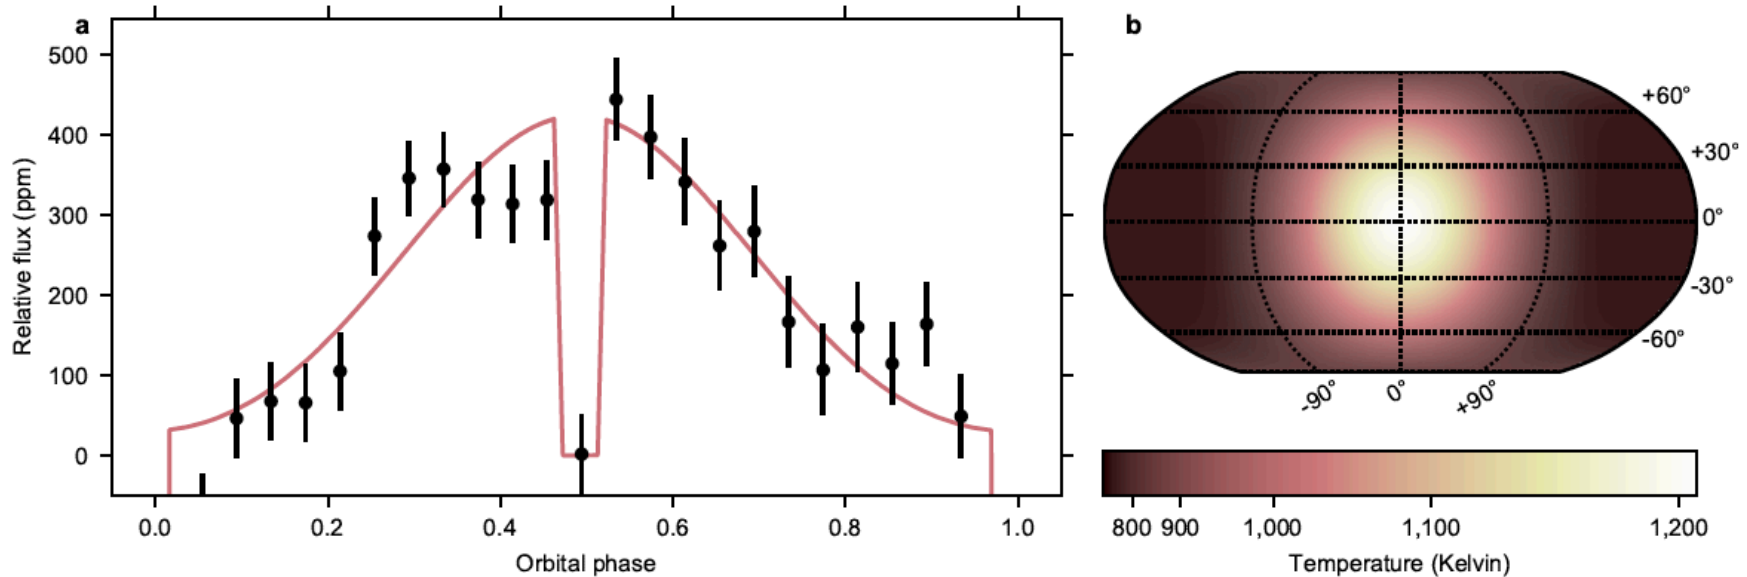 a
500
400
300
200
100
0
Relative flux (ppm)
0.0 0.2 0.4 0.6 0.8 1.0
Orbital phase
b
+60°
+30°
0°
-30°
-60°
-90° 0° +90°
800 900 1,000 1,100 1,200
Temperature (Kelvin)